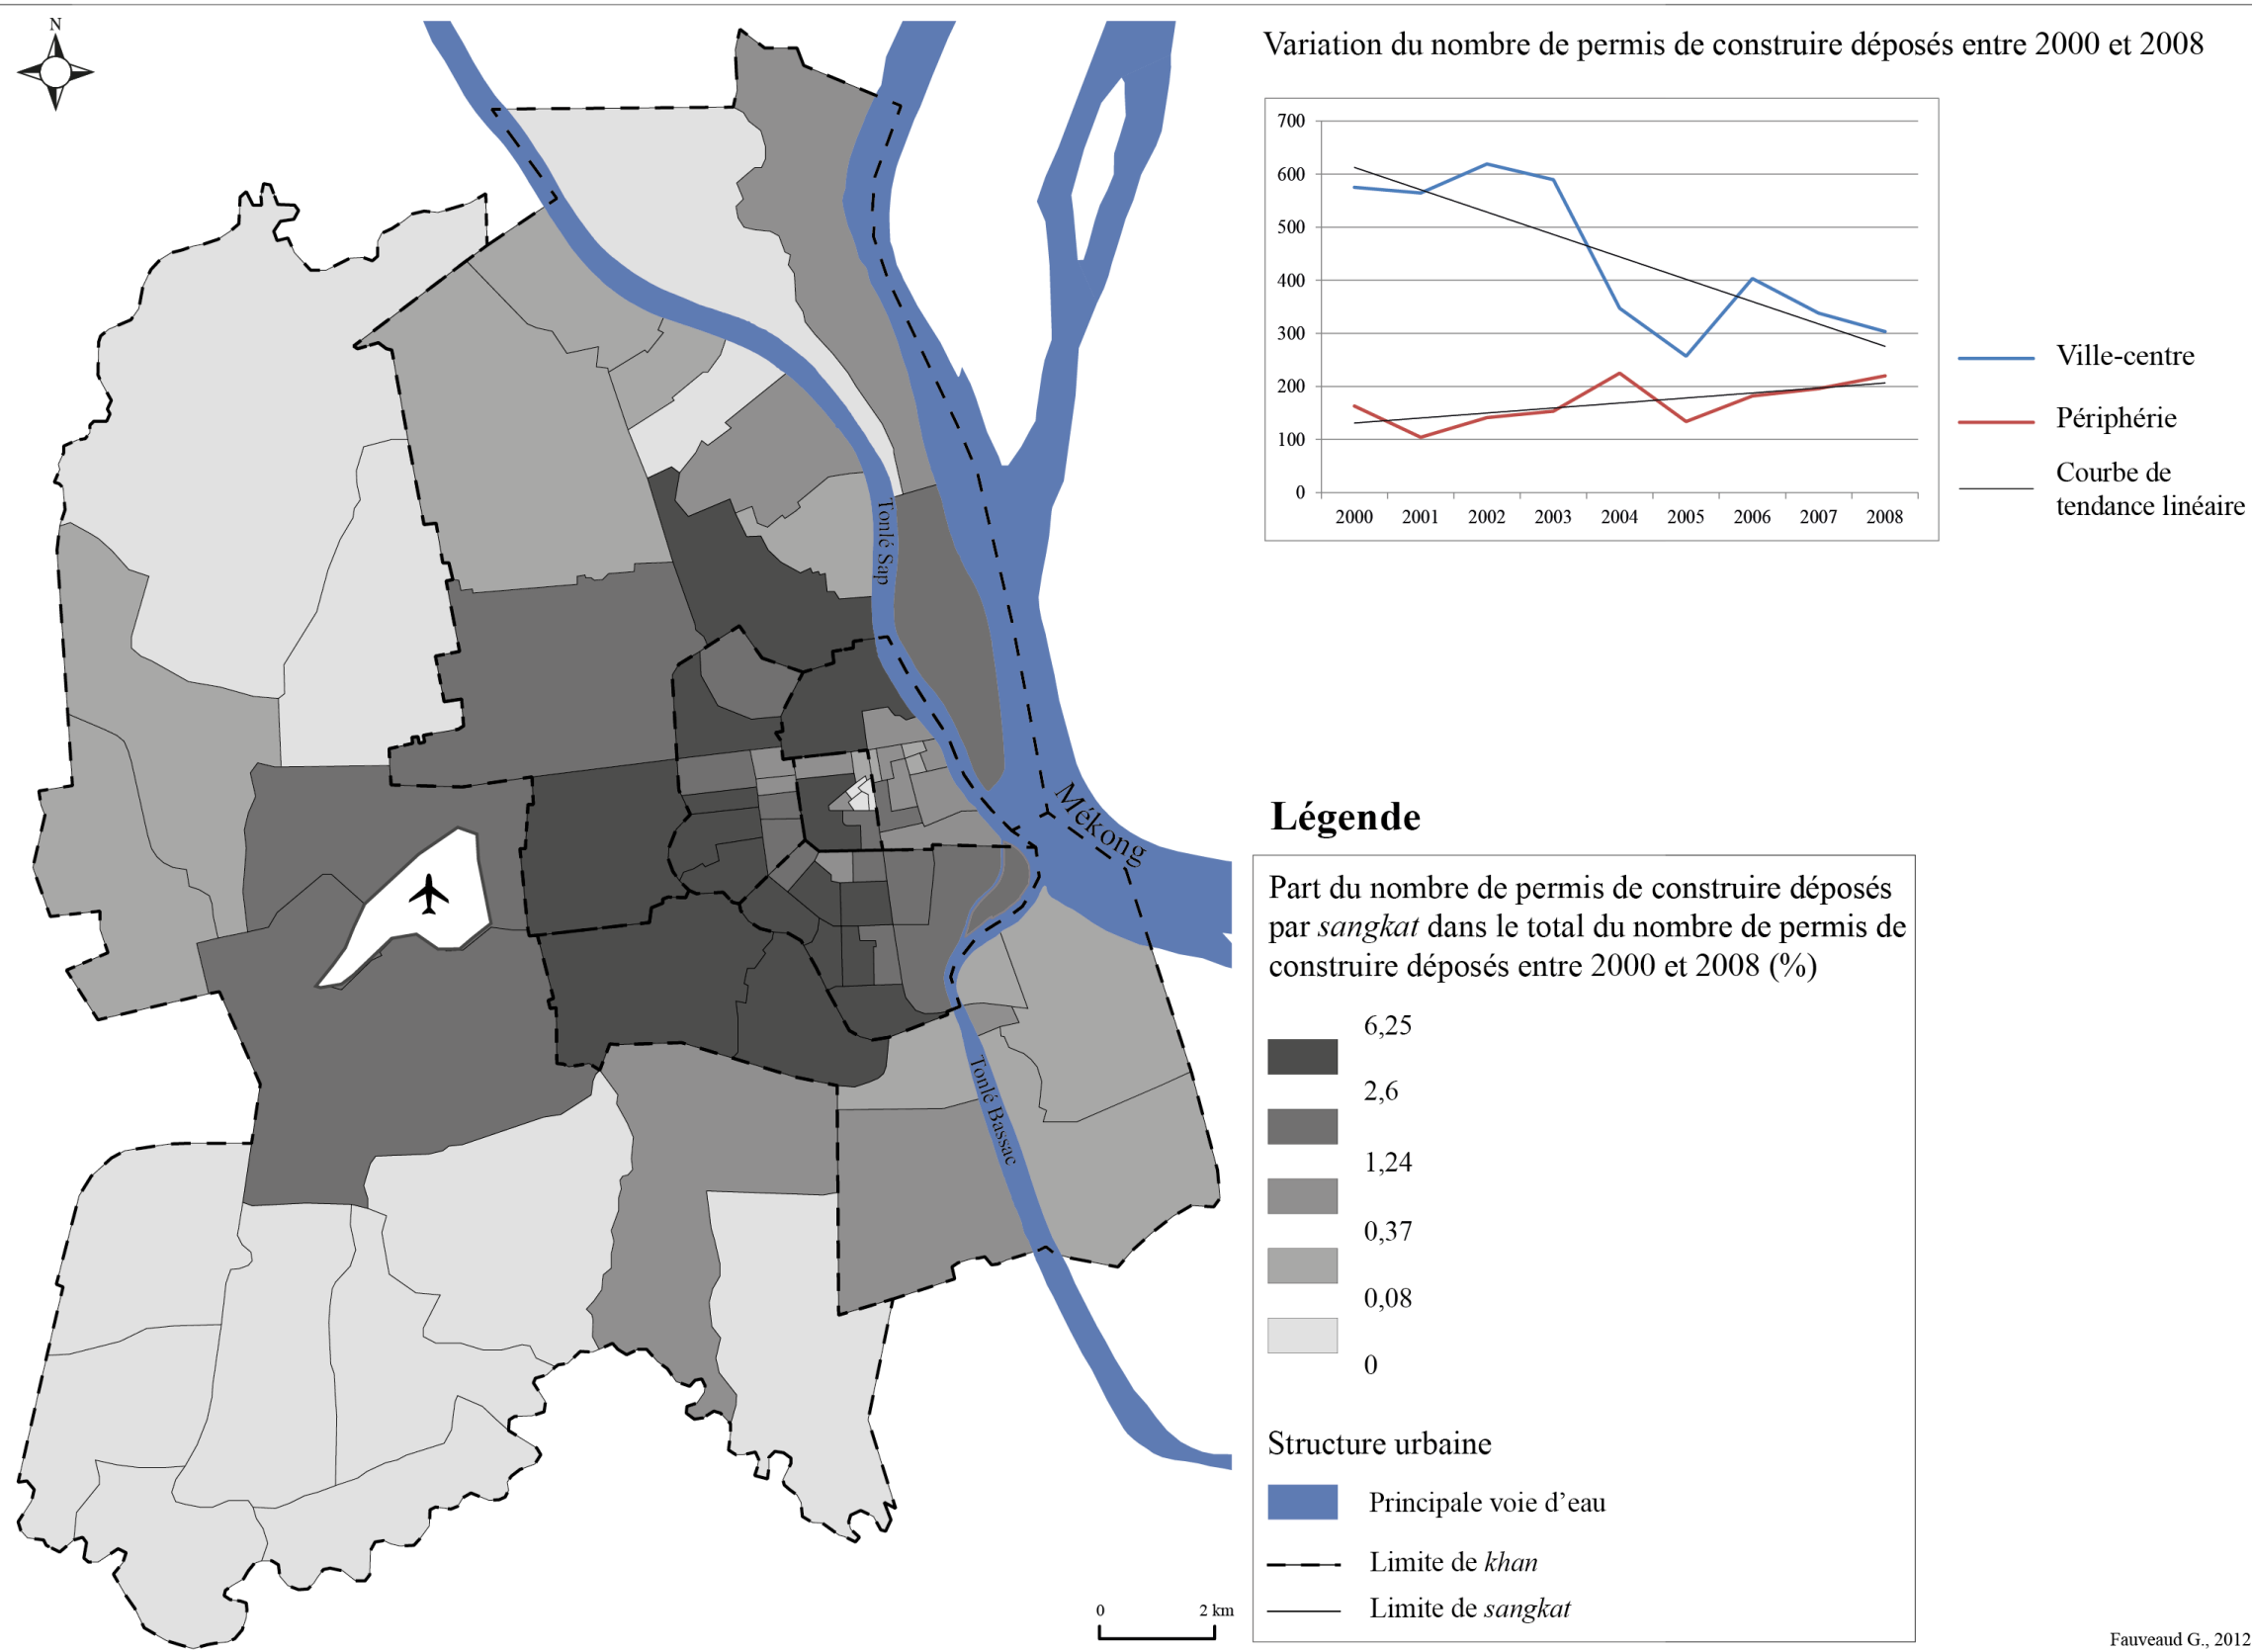 N
Variation du nombre de permis de construire déposés entre 2000 et 2008
700
600
500
400
300
200
100
0
2000 2001 2002 2003 2004 2005 2006 2007 2008
Ville-centre
Périphérie
Courbe de
tendance linéaire
Tonlé Sap
Mékong
Tonlé Bassac
Légende
Part du nombre de permis de construire déposés
par sangkat dans le total du nombre de permis de
construire déposés entre 2000 et 2008 (%)
6,25
2,6
1,24
0,37
0,08
0
Structure urbaine
Principale voie d’eau
Limite de khan
Limite de sangkat
0 2 km
Fauveaud G., 2012